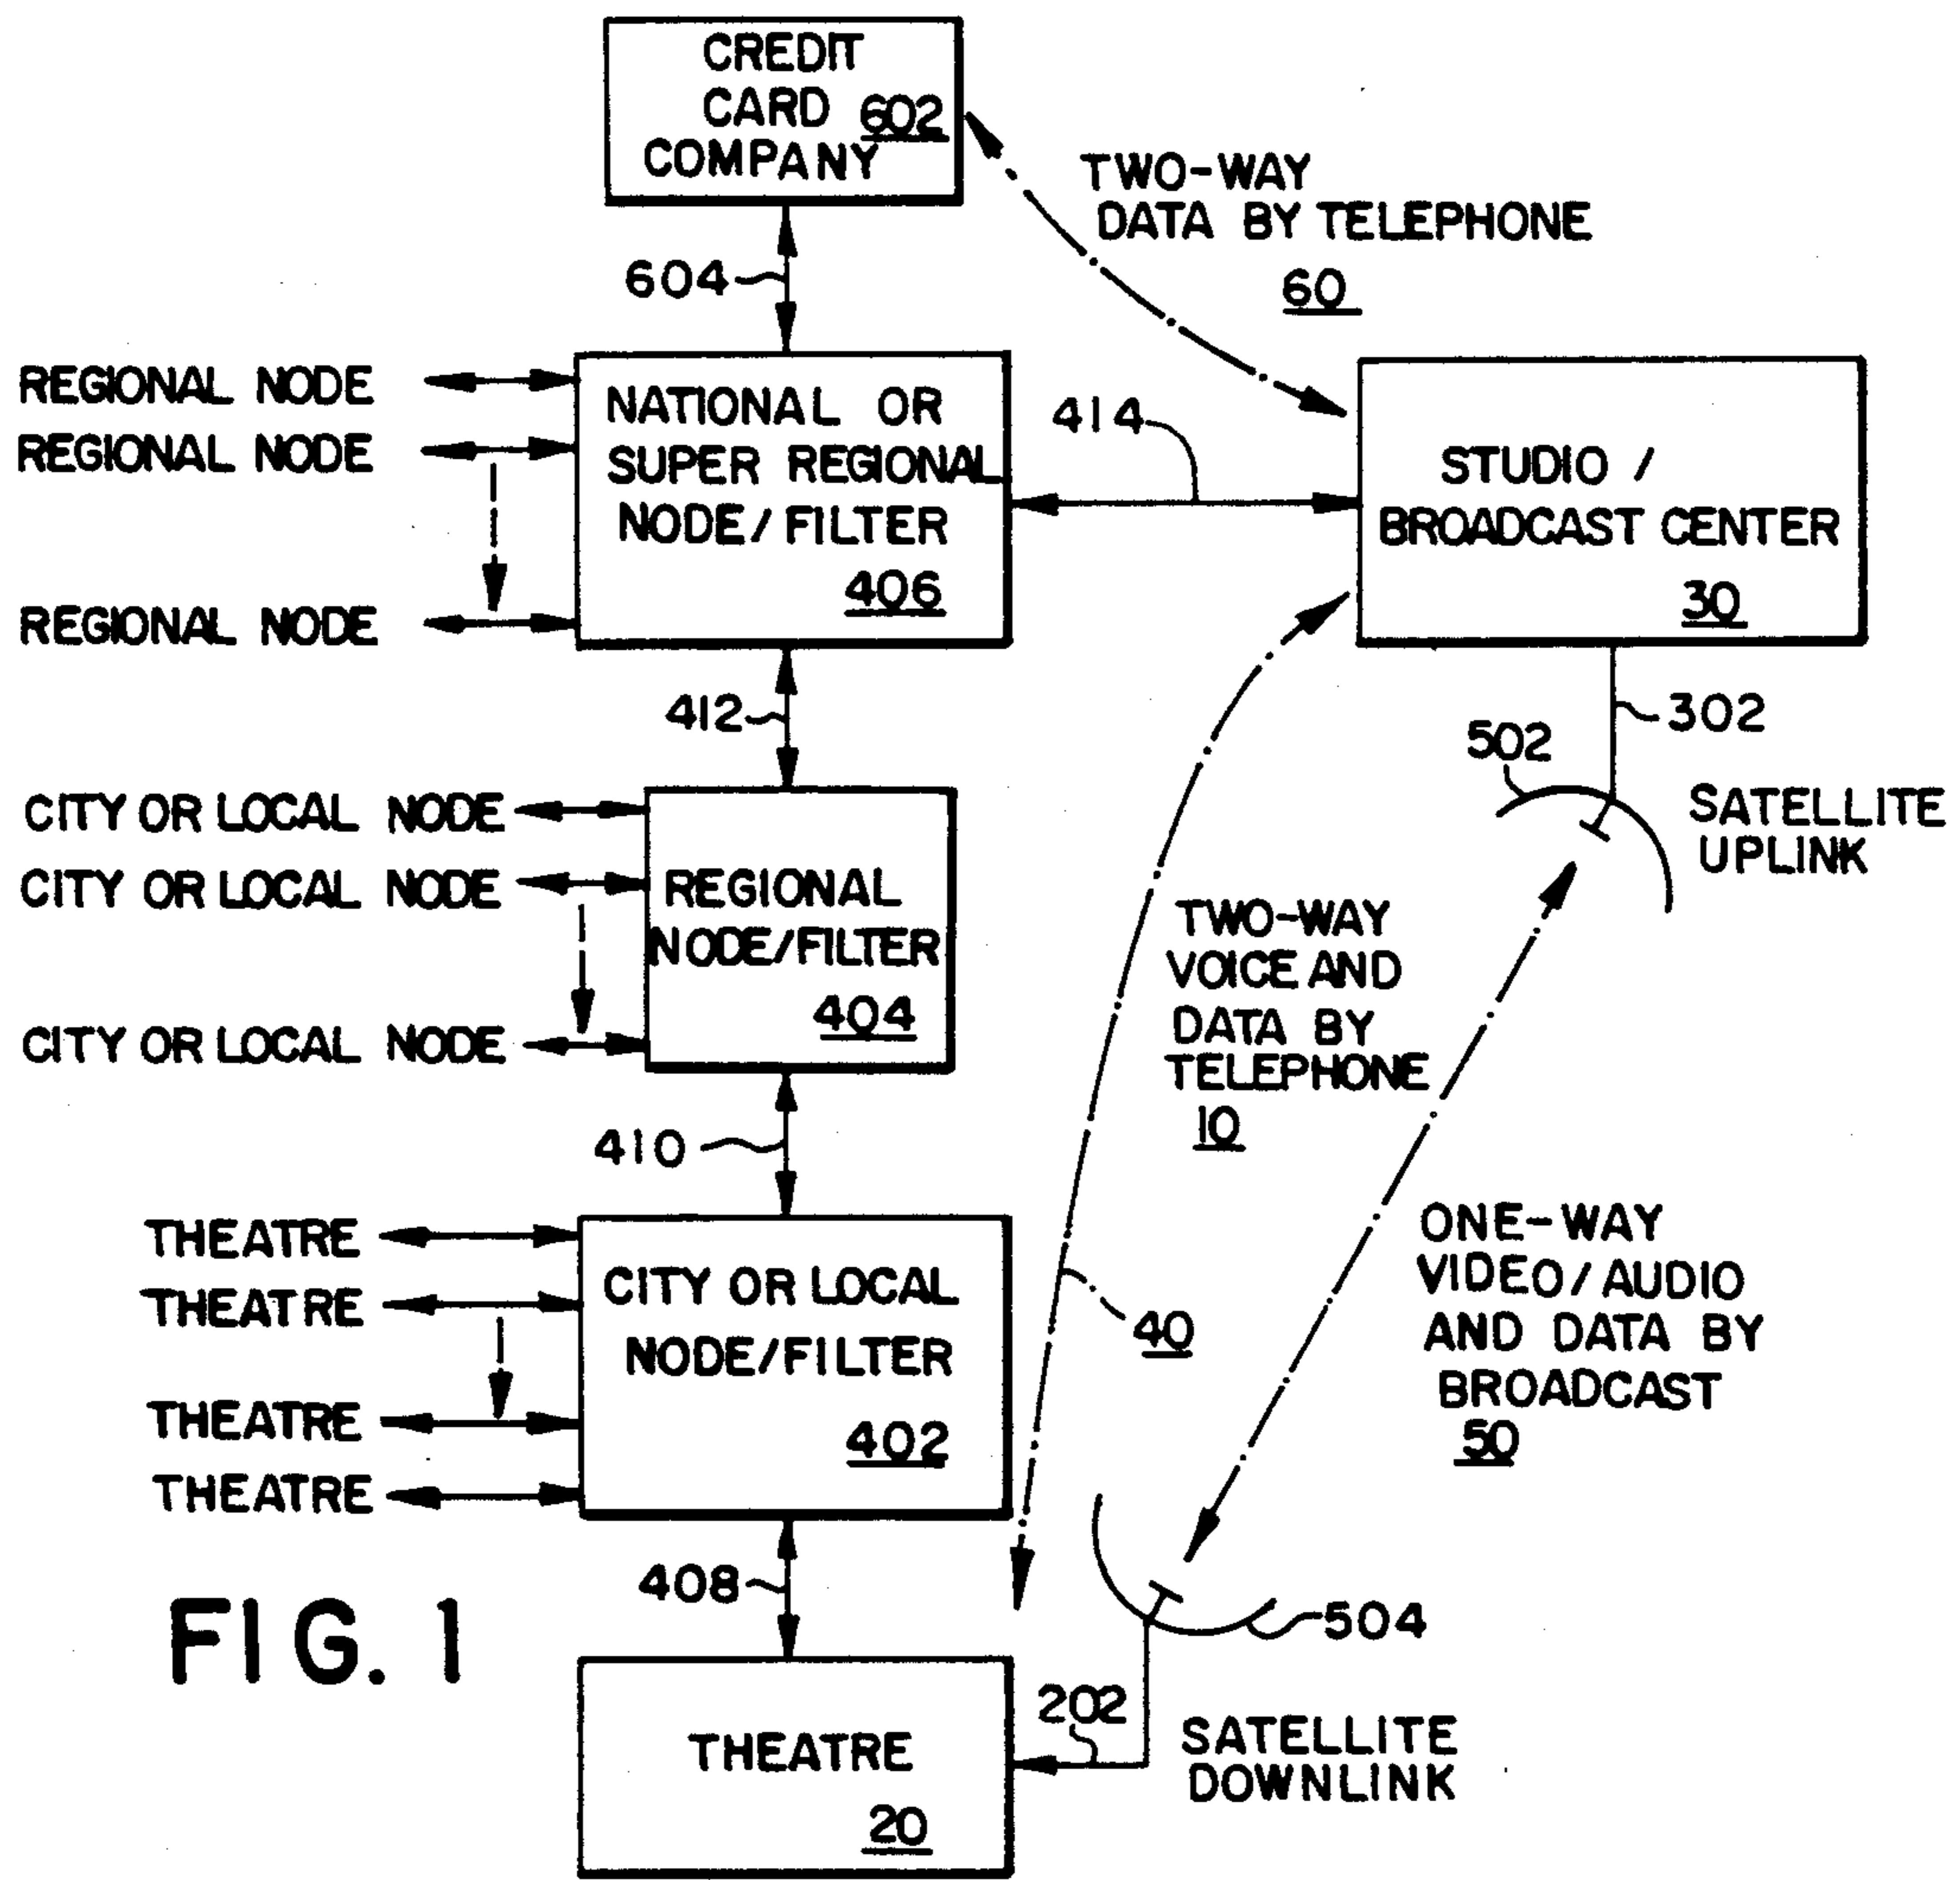 CREDIT
CARD 602
COMPANY
TWO-WAY
DATA BY TELEPHONE
60
604
REGIONAL NODE
REGIONAL NODE
REGIONAL NODE
NATIONAL OR
SUPER REGIONAL
NODE/FILTER
406
414
STUDIO /
BROADCAST CENTER
30
412
302
502
SATELLITE
UPLINK
CITY OR LOCAL NODE
CITY OR LOCAL NODE
CITY OR LOCAL NODE
REGIONAL
NODE/FILTER
404
TWO-WAY
VOICE AND
DATA BY
TELEPHONE
10
410
THEATRE
THEATRE
THEATRE
THEATRE
CITY OR LOCAL
NODE/FILTER
402
40
ONE-WAY
VIDEO/AUDIO
AND DATA BY
BROADCAST
50
408
504
FIG. 1
202
SATELLITE
DOWNLINK
THEATRE
20